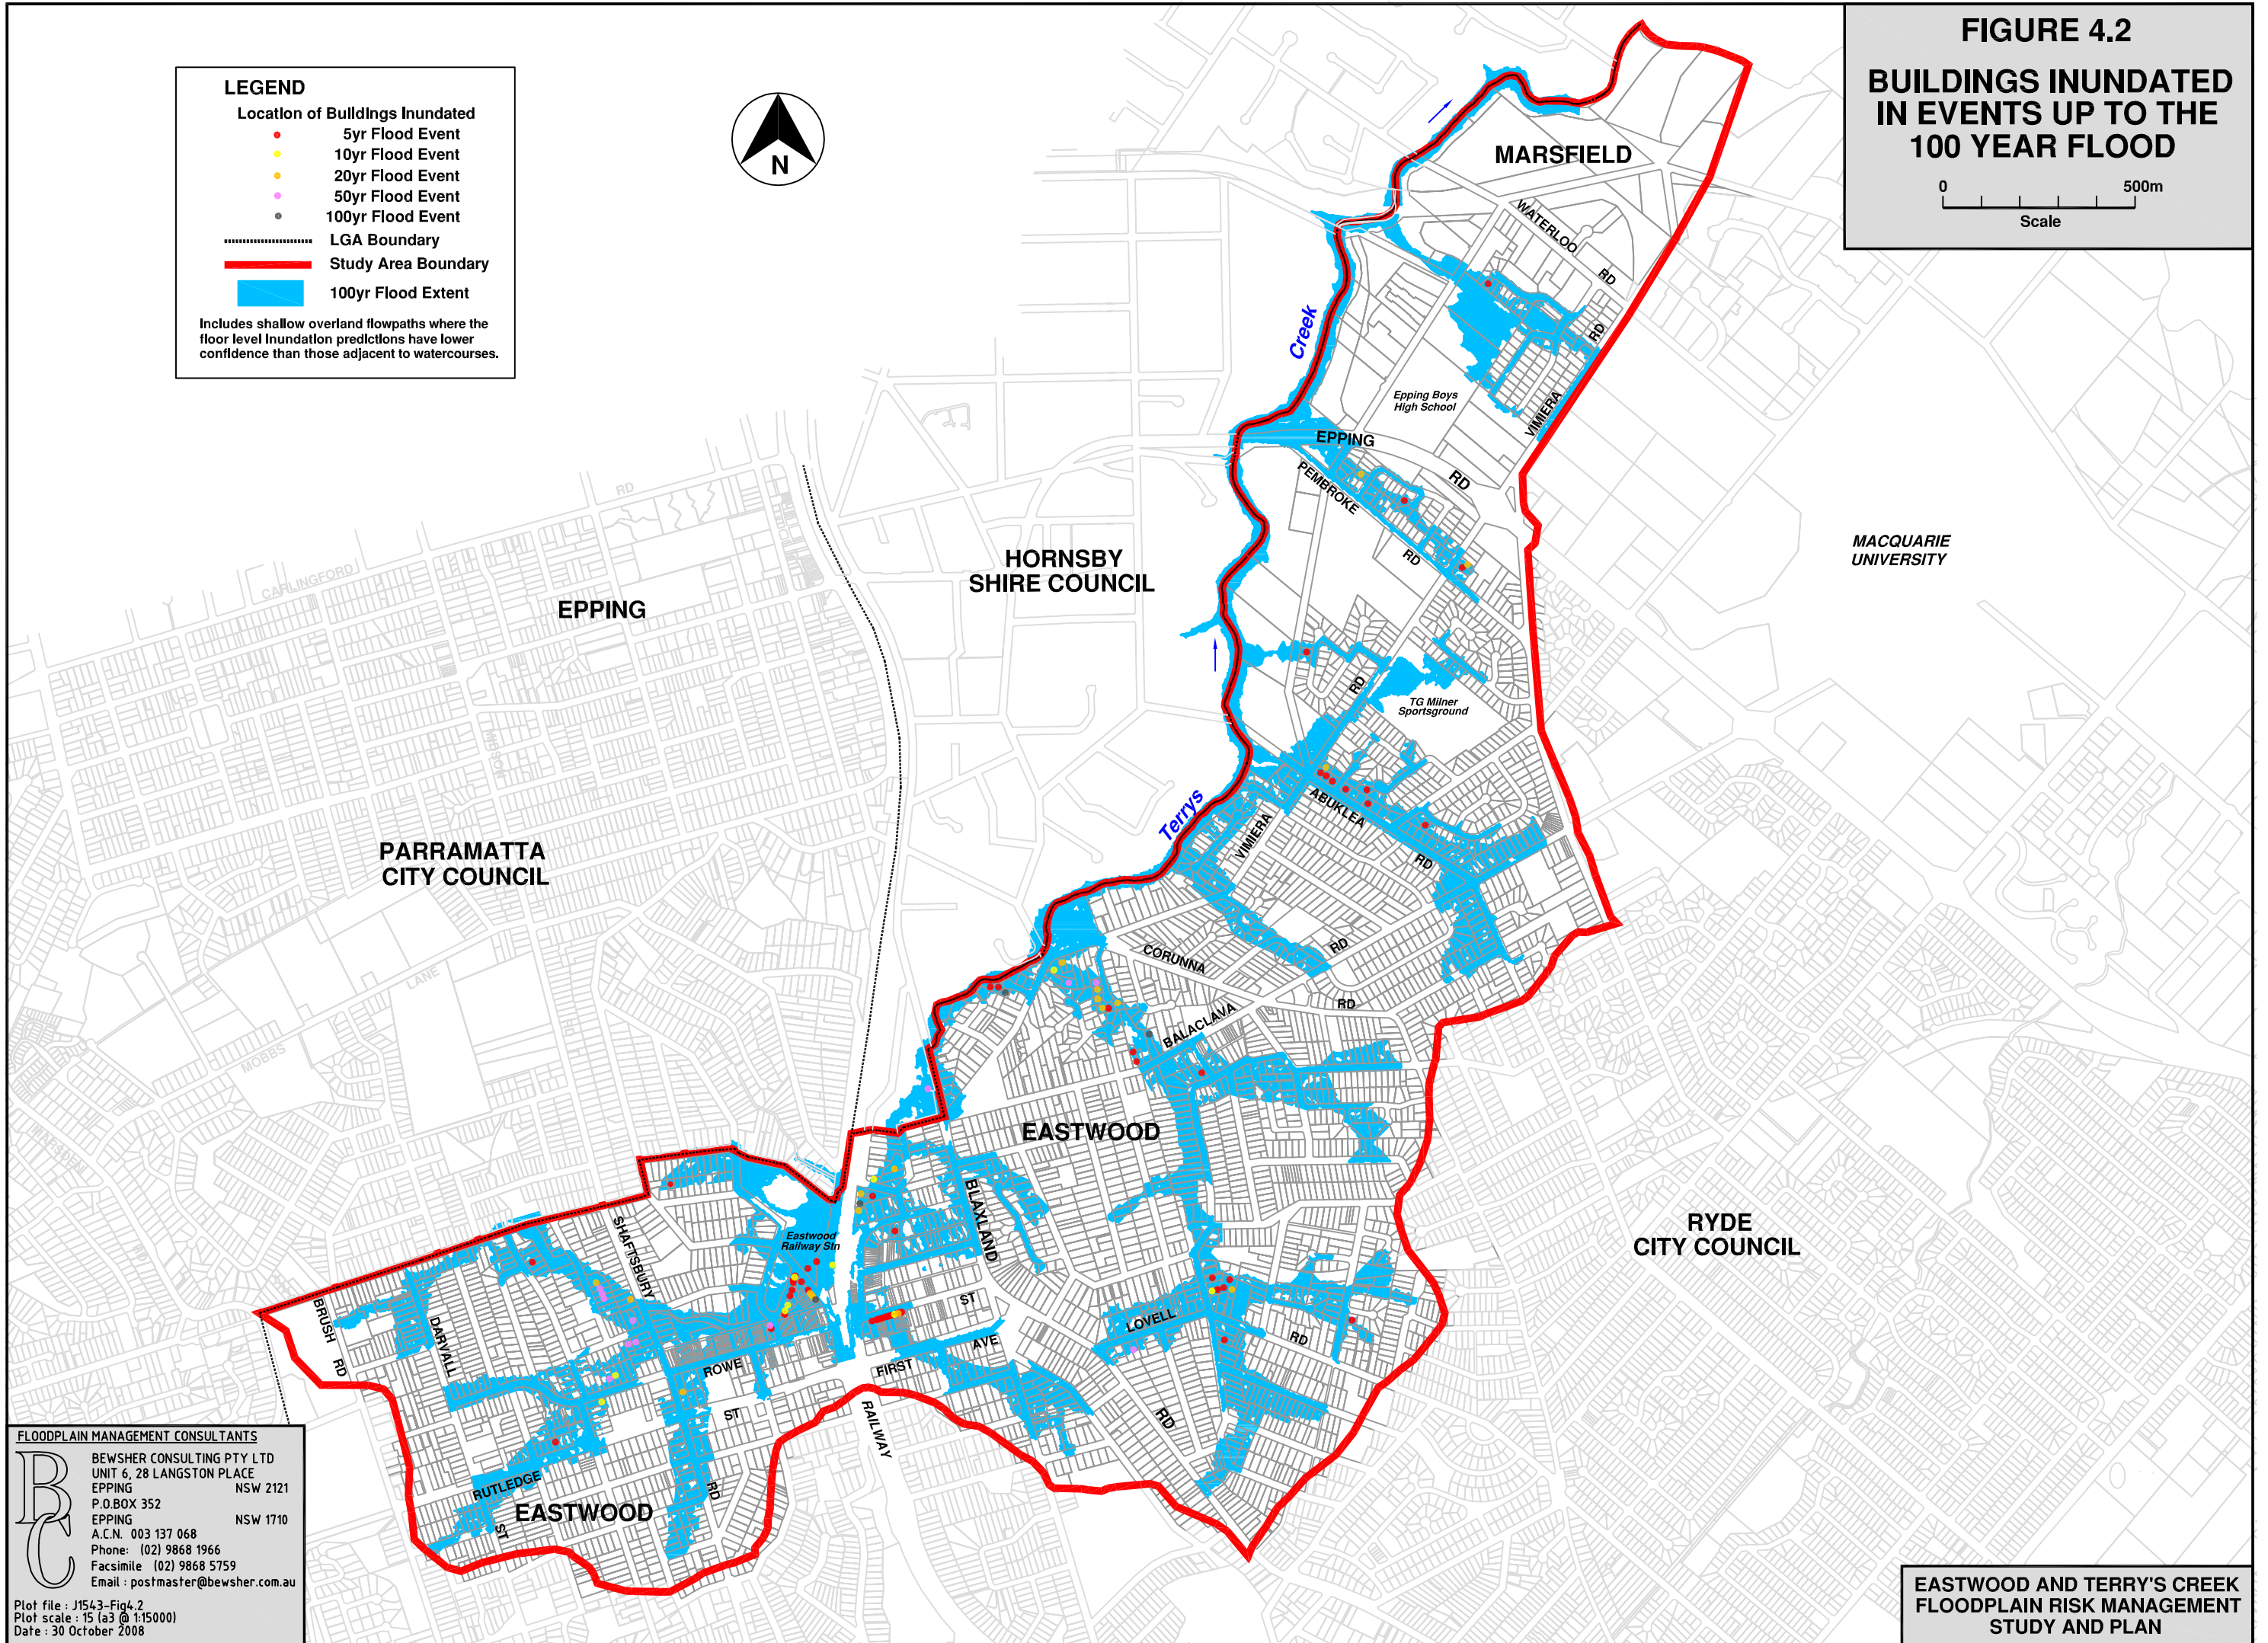 FIGURE 4.2
BUILDINGS INUNDATED
IN EVENTS UP TO THE
100 YEAR FLOOD
0 500m
Scale
LEGEND
Location of Buildings Inundated
5yr Flood Event
10yr Flood Event
20yr Flood Event
50yr Flood Event
100yr Flood Event
LGA Boundary
Study Area Boundary
100yr Flood Extent
Includes shallow overland flowpaths where the
floor level inundation predictions have lower
confidence than those adjacent to watercourses.
N
MARSFIELD
WATERLOO
RD
RD
VIMIERA
Creek
Epping Boys
High School
EPPING
RD
PEMBROKE
RD
RD
CARLINGFORD
EPPING
HORNSBY
SHIRE COUNCIL
MACQUARIE
UNIVERSITY
RD
TG Milner
Sportsground
MIDSON
Terrys
ABUKLEA
RD
VIMIERA
PARRAMATTA
CITY COUNCIL
LANE
MOBBS
MARSDEN
CORUNNA
RD
RD
BALACLAVA
EASTWOOD
BLAXLAND
RYDE
CITY COUNCIL
Eastwood
Railway Stn
SHAFTSBURY
BRUSH
RD
DARVALL
ROWE
ST
ST
FIRST
AVE
LOVELL
RD
RD
RAILWAY
RUTLEDGE
ST
RD
EASTWOOD
FLOODPLAIN MANAGEMENT CONSULTANTS
BC
BEWSHER CONSULTING PTY LTD
UNIT 6, 28 LANGSTON PLACE
EPPING NSW 2121
P.O.BOX 352
EPPING NSW 1710
A.C.N. 003 137 068
Phone: (02) 9868 1966
Facsimile (02) 9868 5759
Email : postmaster@bewsher.com.au
Plot file : J1543-Fig4.2
Plot scale : 15 (a3 @ 1:15000)
Date : 30 October 2008
EASTWOOD AND TERRY'S CREEK
FLOODPLAIN RISK MANAGEMENT
STUDY AND PLAN